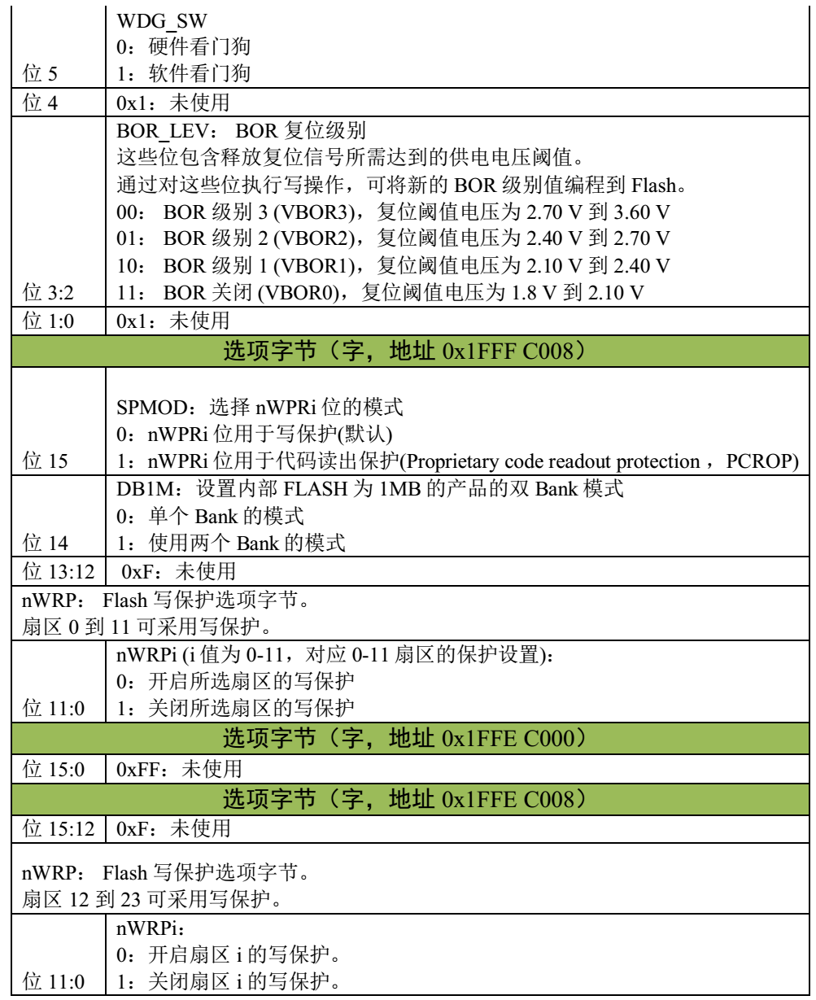 WDG_SW
0：硬件看门狗
位 5 1：软件看门狗
位 4 0x1：未使用
BOR_LEV： BOR 复位级别
这些位包含释放复位信号所需达到的供电电压阈值。
通过对这些位执行写操作，可将新的 BOR 级别值编程到 Flash。
00： BOR 级别 3 (VBOR3)，复位阈值电压为 2.70 V 到 3.60 V
01： BOR 级别 2 (VBOR2)，复位阈值电压为 2.40 V 到 2.70 V
10： BOR 级别 1 (VBOR1)，复位阈值电压为 2.10 V 到 2.40 V
位 3:2 11： BOR 关闭 (VBOR0)，复位阈值电压为 1.8 V 到 2.10 V
位 1:0 0x1：未使用
选项字节（字，地址 0x1FFF C008）
SPMOD：选择 nWPRi 位的模式
0：nWPRi 位用于写保护(默认)
位 15 1：nWPRi 位用于代码读出保护(Proprietary code readout protection ，PCROP)
DB1M：设置内部 FLASH 为 1MB 的产品的双 Bank 模式
0：单个 Bank 的模式
位 14 1：使用两个 Bank 的模式
位 13:12 0xF：未使用
nWRP： Flash 写保护选项字节。
扇区 0 到 11 可采用写保护。
nWRPi (i 值为 0-11，对应 0-11 扇区的保护设置)：
0：开启所选扇区的写保护
位 11:0 1：关闭所选扇区的写保护
选项字节（字，地址 0x1FFE C000）
位 15:0 0xFF：未使用
选项字节（字，地址 0x1FFE C008）
位 15:12 0xF：未使用
nWRP： Flash 写保护选项字节。
扇区 12 到 23 可采用写保护。
nWRPi：
0：开启扇区 i 的写保护。
位 11:0 1：关闭扇区 i 的写保护。